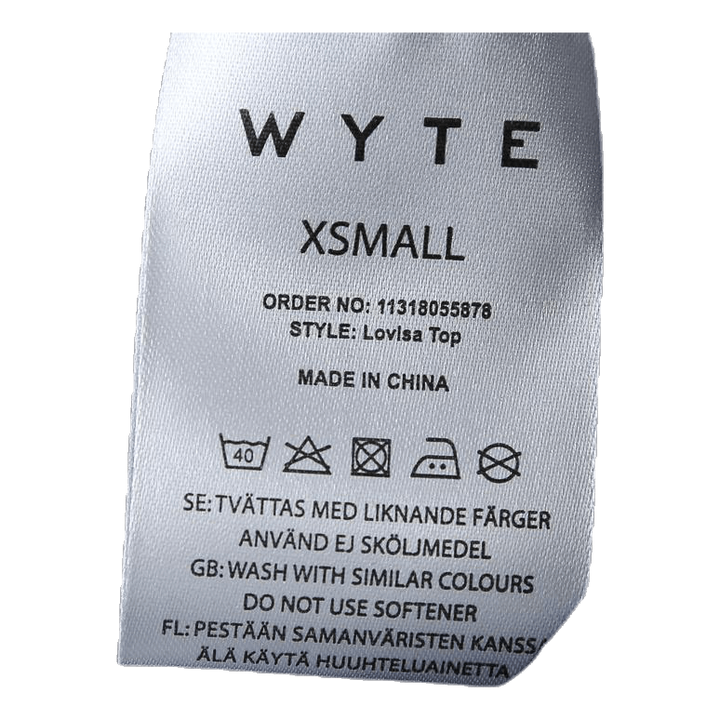 WYTE
XSMALL
ORDER NO: 11318055878
STYLE: Lovisa Top
MADE IN CHINA
40
SE: TVÄTTAS MED LIKNANDE FÄRGER
ANVÄND EJ SKÖLJMEDEL
GB: WASH WITH SIMILAR COLOURS
DO NOT USE SOFTENER
FL: PESTÄÄN SAMANVÄRISTEN KANSSA
ÄLÄ KÄYTÄ HUUHTELUAINETTA